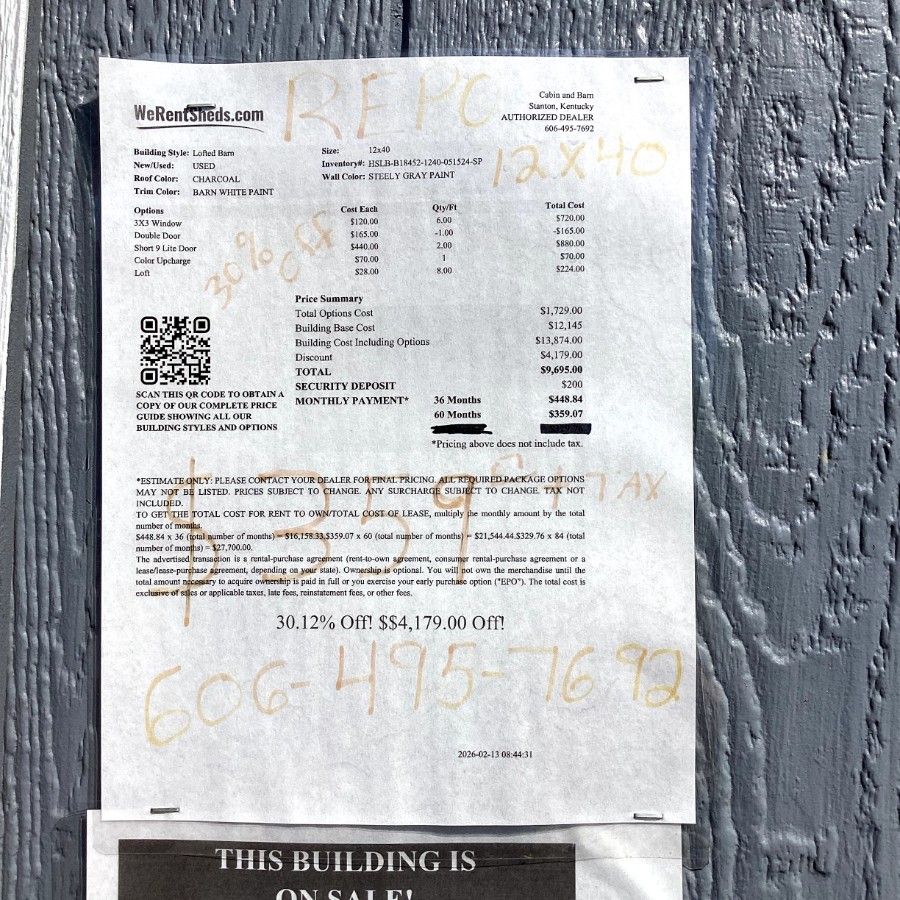 REPO
WeRentSheds.com
Cabin and Barn
Stanton, Kentucky
AUTHORIZED DEALER
606-495-7692
12X40
Building Style: Lofted Barn
New/Used: USED
Roof Color: CHARCOAL
Trim Color: BARN WHITE PAINT
Size: 12x40
Inventory#: HSLB-B18452-1240-051524-SP
Wall Color: STEELY GRAY PAINT
Options Cost Each Qty/Ft Total Cost
3X3 Window $120.00 6.00 $720.00
Double Door $165.00 -1.00 -$165.00
Short 9 Lite Door $440.00 2.00 $880.00
Color Upcharge $70.00 1 $70.00
Loft $28.00 8.00 $224.00
30% off
Price Summary
Total Options Cost $1,729.00
Building Base Cost $12,145
Building Cost Including Options $13,874.00
Discount $4,179.00
TOTAL $9,695.00
SECURITY DEPOSIT $200
MONTHLY PAYMENT* 36 Months $448.84
60 Months $359.07
*Pricing above does not include tax.
SCAN THIS QR CODE TO OBTAIN A
COPY OF OUR COMPLETE PRICE
GUIDE SHOWING ALL OUR
BUILDING STYLES AND OPTIONS
*ESTIMATE ONLY: PLEASE CONTACT YOUR DEALER FOR FINAL PRICING. ALL REQUIRED PACKAGE OPTIONS
MAY NOT BE LISTED. PRICES SUBJECT TO CHANGE. ANY SURCHARGE SUBJECT TO CHANGE. TAX NOT
INCLUDED.
TO GET THE TOTAL COST FOR RENT TO OWN/TOTAL COST OF LEASE, multiply the monthly amount by the total
number of months.
$448.84 x 36 (total number of months) = $16,158.33.$359.07 x 60 (total number of months) = $21,544.44.$329.76 x 84 (total
number of months) = $27,700.00.
The advertised transaction is a rental-purchase agreement (rent-to-own agreement, consumer rental-purchase agreement or a
lease/lease-purchase agreement, depending on your state). Ownership is optional. You will not own the merchandise until the
total amount necessary to acquire ownership is paid in full or you exercise your early purchase option ("EPO"). The total cost is
exclusive of sales or applicable taxes, late fees, reinstatement fees, or other fees.
$359 + TAX
30.12% Off! $$4,179.00 Off!
606-495-7692
2026-02-13 08:44:31
THIS BUILDING IS
ON SALE!